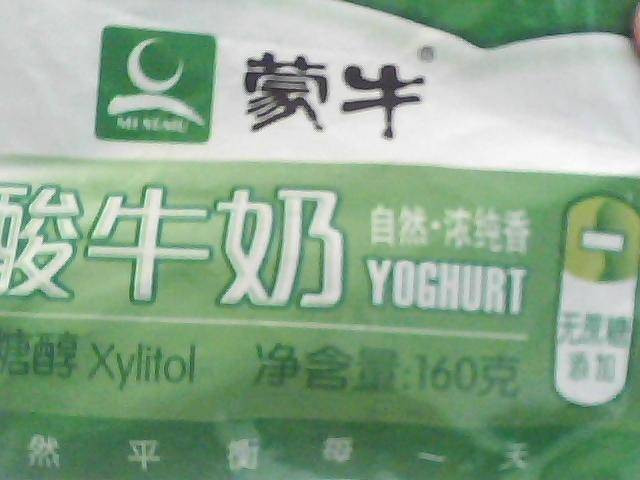 MENGNIU
蒙牛®
酸牛奶
自然·浓纯香
YOGHURT
无蔗糖
添加
糖醇 Xylitol 净含量:160克
然平衡每一天